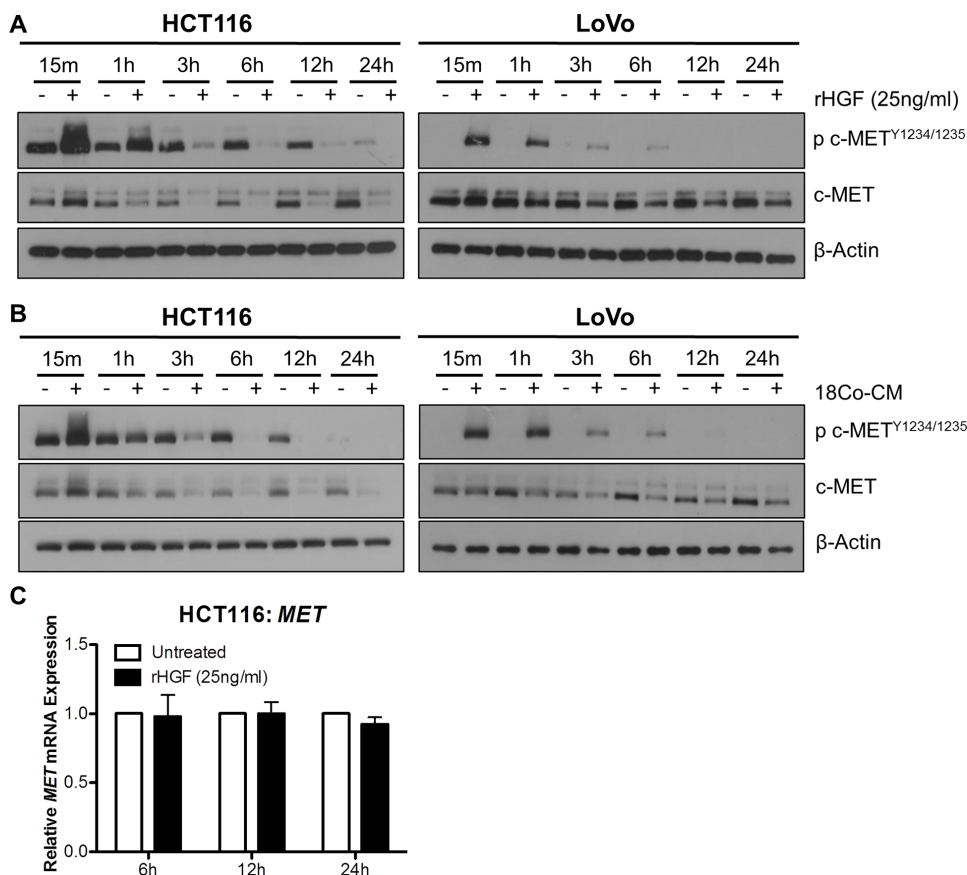 A
HCT116 LoVo
15m 1h 3h 6h 12h 24h 15m 1h 3h 6h 12h 24h
- + - + - + - + - + - + - + - + - + - + - + - + rHGF (25ng/ml)
p c-MET^Y1234/1235
c-MET
β-Actin
B
HCT116 LoVo
15m 1h 3h 6h 12h 24h 15m 1h 3h 6h 12h 24h
- + - + - + - + - + - + - + - + - + - + - + - + 18Co-CM
p c-MET^Y1234/1235
c-MET
β-Actin
C
HCT116: MET
Relative MET mRNA Expression
1.5
1.0
0.5
0.0
Untreated
rHGF (25ng/ml)
6h 12h 24h